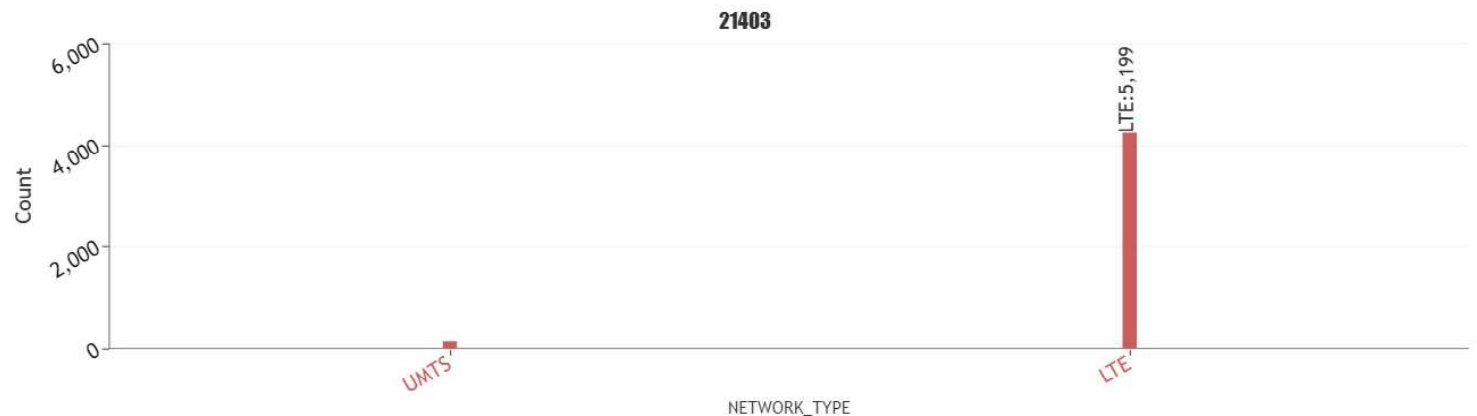 21403
6,000
4,000
2,000
0
Count
LTE:5,199
UMTS
LTE
NETWORK_TYPE